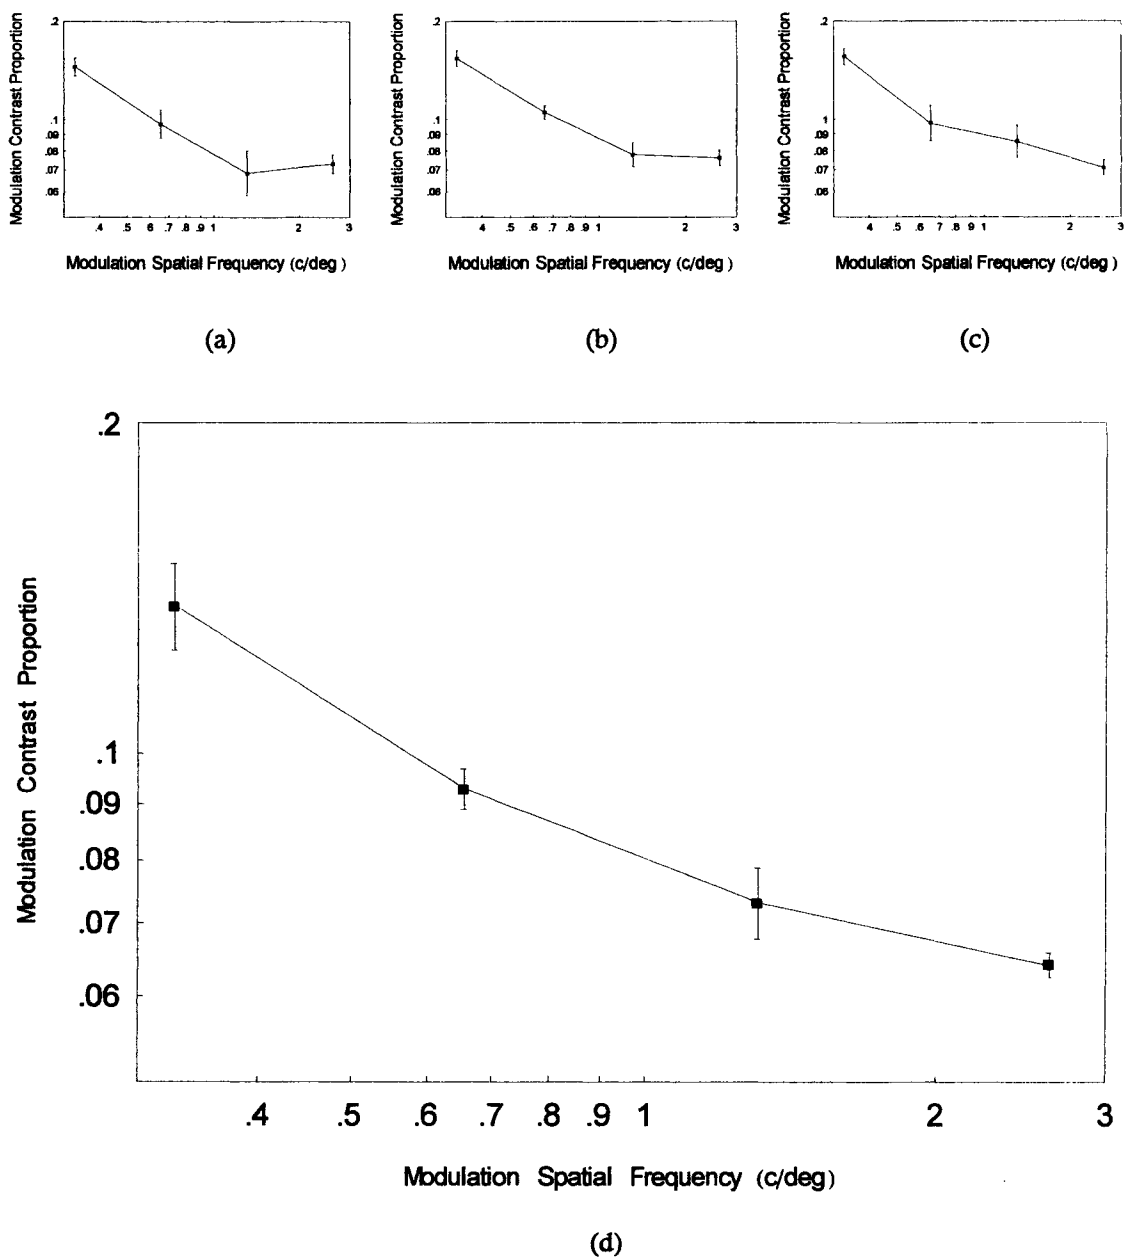 .2
.1
.09
.08
.07
.06
Modulation Contrast Proportion
.4 .5 .6 .7 .8 .9 1 2 3
Modulation Spatial Frequency (c/deg)
(a)
.2
.1
.09
.08
.07
.06
Modulation Contrast Proportion
.4 .5 .6 .7 .8 .9 1 2 3
Modulation Spatial Frequency (c/deg)
(b)
.2
.1
.09
.08
.07
.06
Modulation Contrast Proportion
.4 .5 .6 .7 .8 .9 1 2 3
Modulation Spatial Frequency (c/deg)
(c)
.2
.1
.09
.08
.07
.06
Modulation Contrast Proportion
.4 .5 .6 .7 .8 .9 1 2 3
Modulation Spatial Frequency (c/deg)
(d)